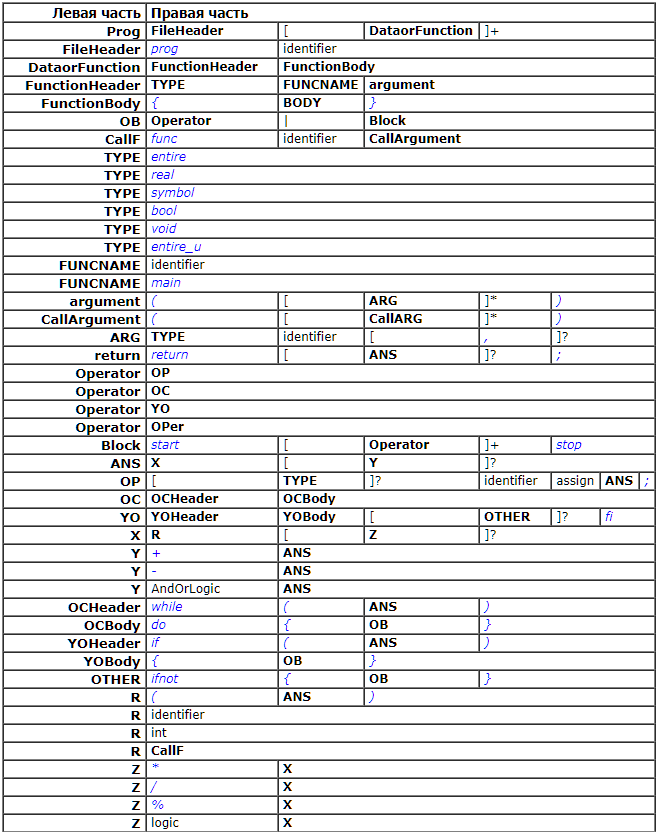 Левая часть Правая часть
Prog FileHeader [ DataorFunction ]+
FileHeader prog identifier
DataorFunction FunctionHeader FunctionBody
FunctionHeader TYPE FUNCNAME argument
FunctionBody { BODY }
OB Operator | Block
CallF func identifier CallArgument
TYPE entire
TYPE real
TYPE symbol
TYPE bool
TYPE void
TYPE entire_u
FUNCNAME identifier
FUNCNAME main
argument ( [ ARG ]* )
CallArgument ( [ CallARG ]* )
ARG TYPE identifier [ , ]?
return return [ ANS ]? ;
Operator OP
Operator OC
Operator YO
Operator OPer
Block start [ Operator ]+ stop
ANS X [ Y ]?
OP [ TYPE ]? identifier assign ANS ;
OC OCHeader OCBody
YO YOHeader YOBody [ OTHER ]? fi
X R [ Z ]?
Y + ANS
Y - ANS
Y AndOrLogic ANS
OCHeader while ( ANS )
OCBody do { OB }
YOHeader if ( ANS )
YOBody { OB }
OTHER ifnot { OB }
R ( ANS )
R identifier
R int
R CallF
Z * X
Z / X
Z % X
Z logic X